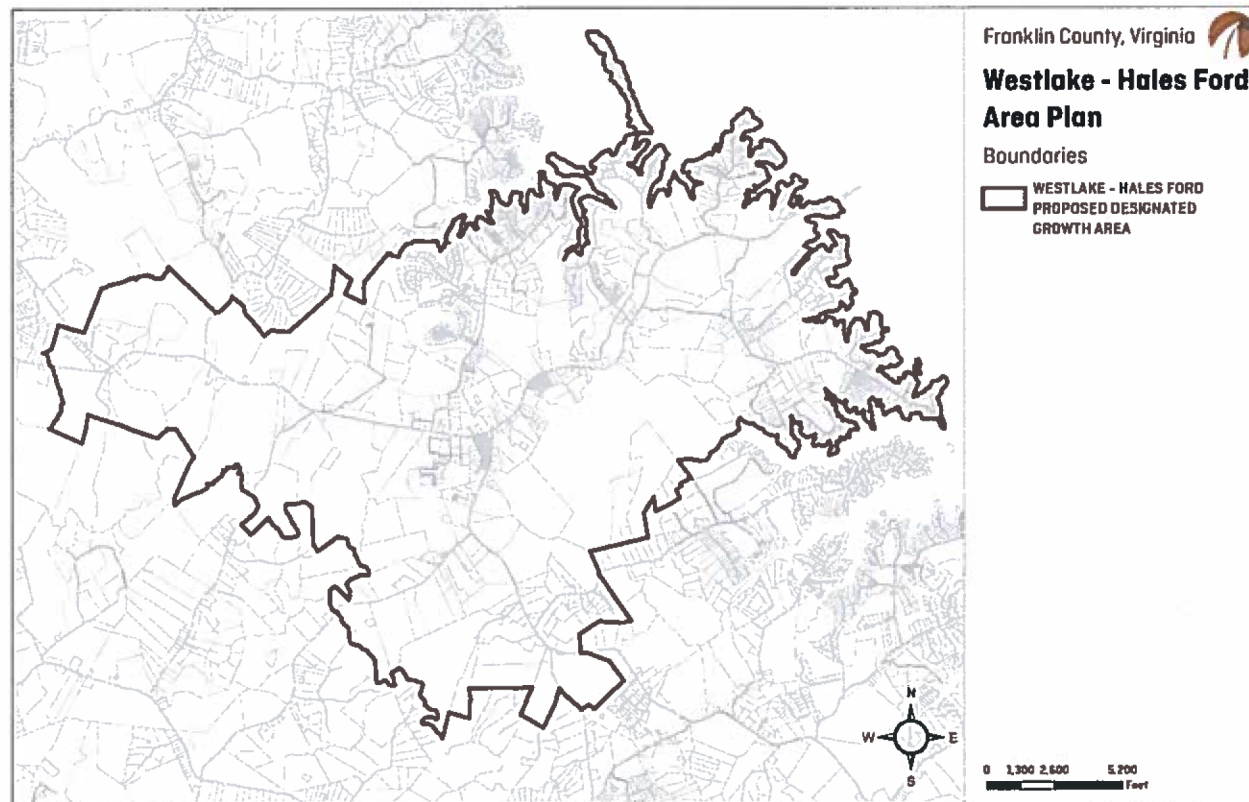 Franklin County, Virginia
Westlake - Hales Ford
Area Plan
Boundaries
WESTLAKE - HALES FORD
PROPOSED DESIGNATED
GROWTH AREA
N
W
E
S
0 1,300 2,600 5,200
Feet